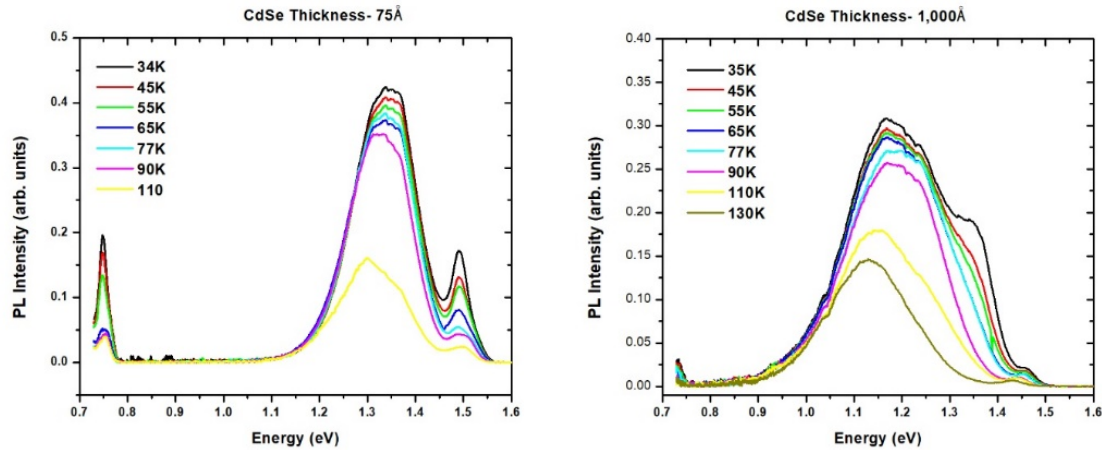 CdSe Thickness- 75Å
0.5
0.4
0.3
0.2
0.1
0.0
PL Intensity (arb. units)
34K
45K
55K
65K
77K
90K
110
0.7 0.8 0.9 1.0 1.1 1.2 1.3 1.4 1.5 1.6
Energy (eV)
CdSe Thickness- 1,000Å
0.40
0.35
0.30
0.25
0.20
0.15
0.10
0.05
0.00
PL Intensity (arb. units)
35K
45K
55K
65K
77K
90K
110K
130K
0.7 0.8 0.9 1.0 1.1 1.2 1.3 1.4 1.5 1.6
Energy (eV)